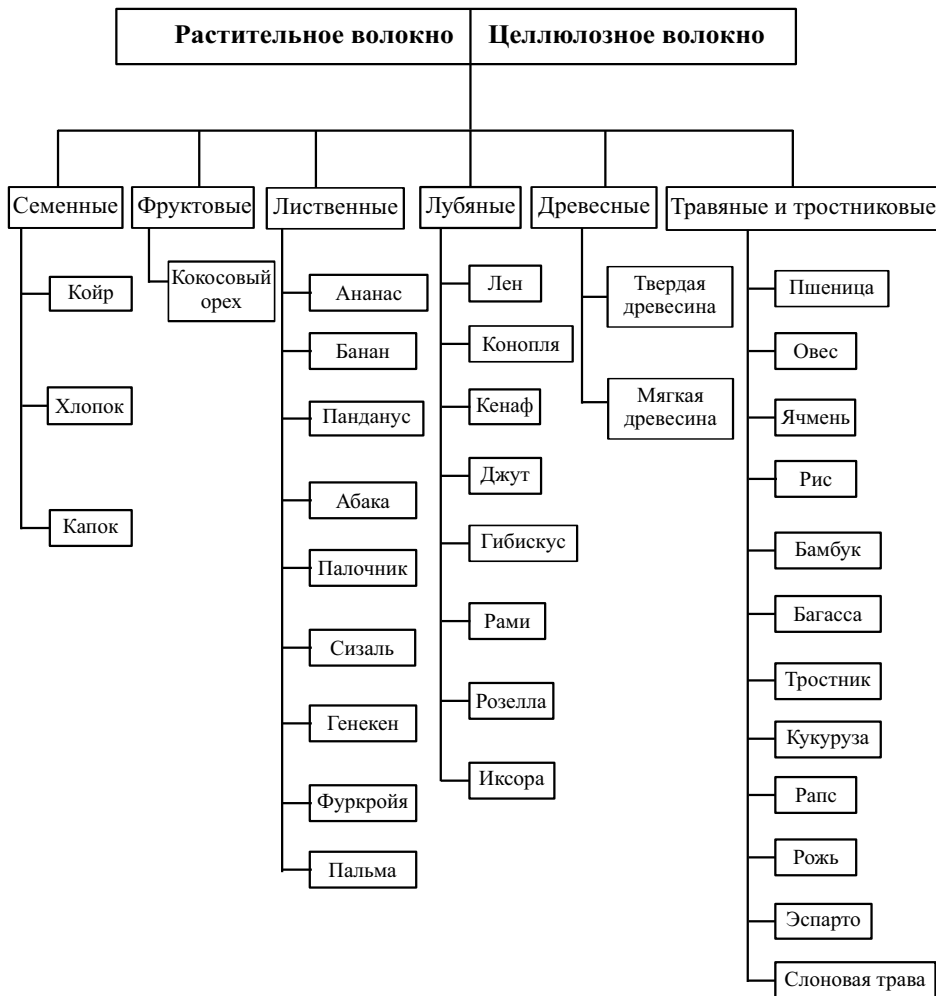 Растительное волокно Целлюлозное волокно
Семенные
Фруктовые
Лиственные
Лубяные
Древесные
Травяные и тростниковые
Койр
Хлопок
Капок
Кокосовый
орех
Ананас
Банан
Панданус
Абака
Палочник
Сизаль
Генекен
Фуркройя
Пальма
Лен
Конопля
Кенаф
Джут
Гибискус
Рами
Розелла
Иксора
Твердая
древесина
Мягкая
древесина
Пшеница
Овес
Ячмень
Рис
Бамбук
Багасса
Тростник
Кукуруза
Рапс
Рожь
Эспарто
Слоновая трава